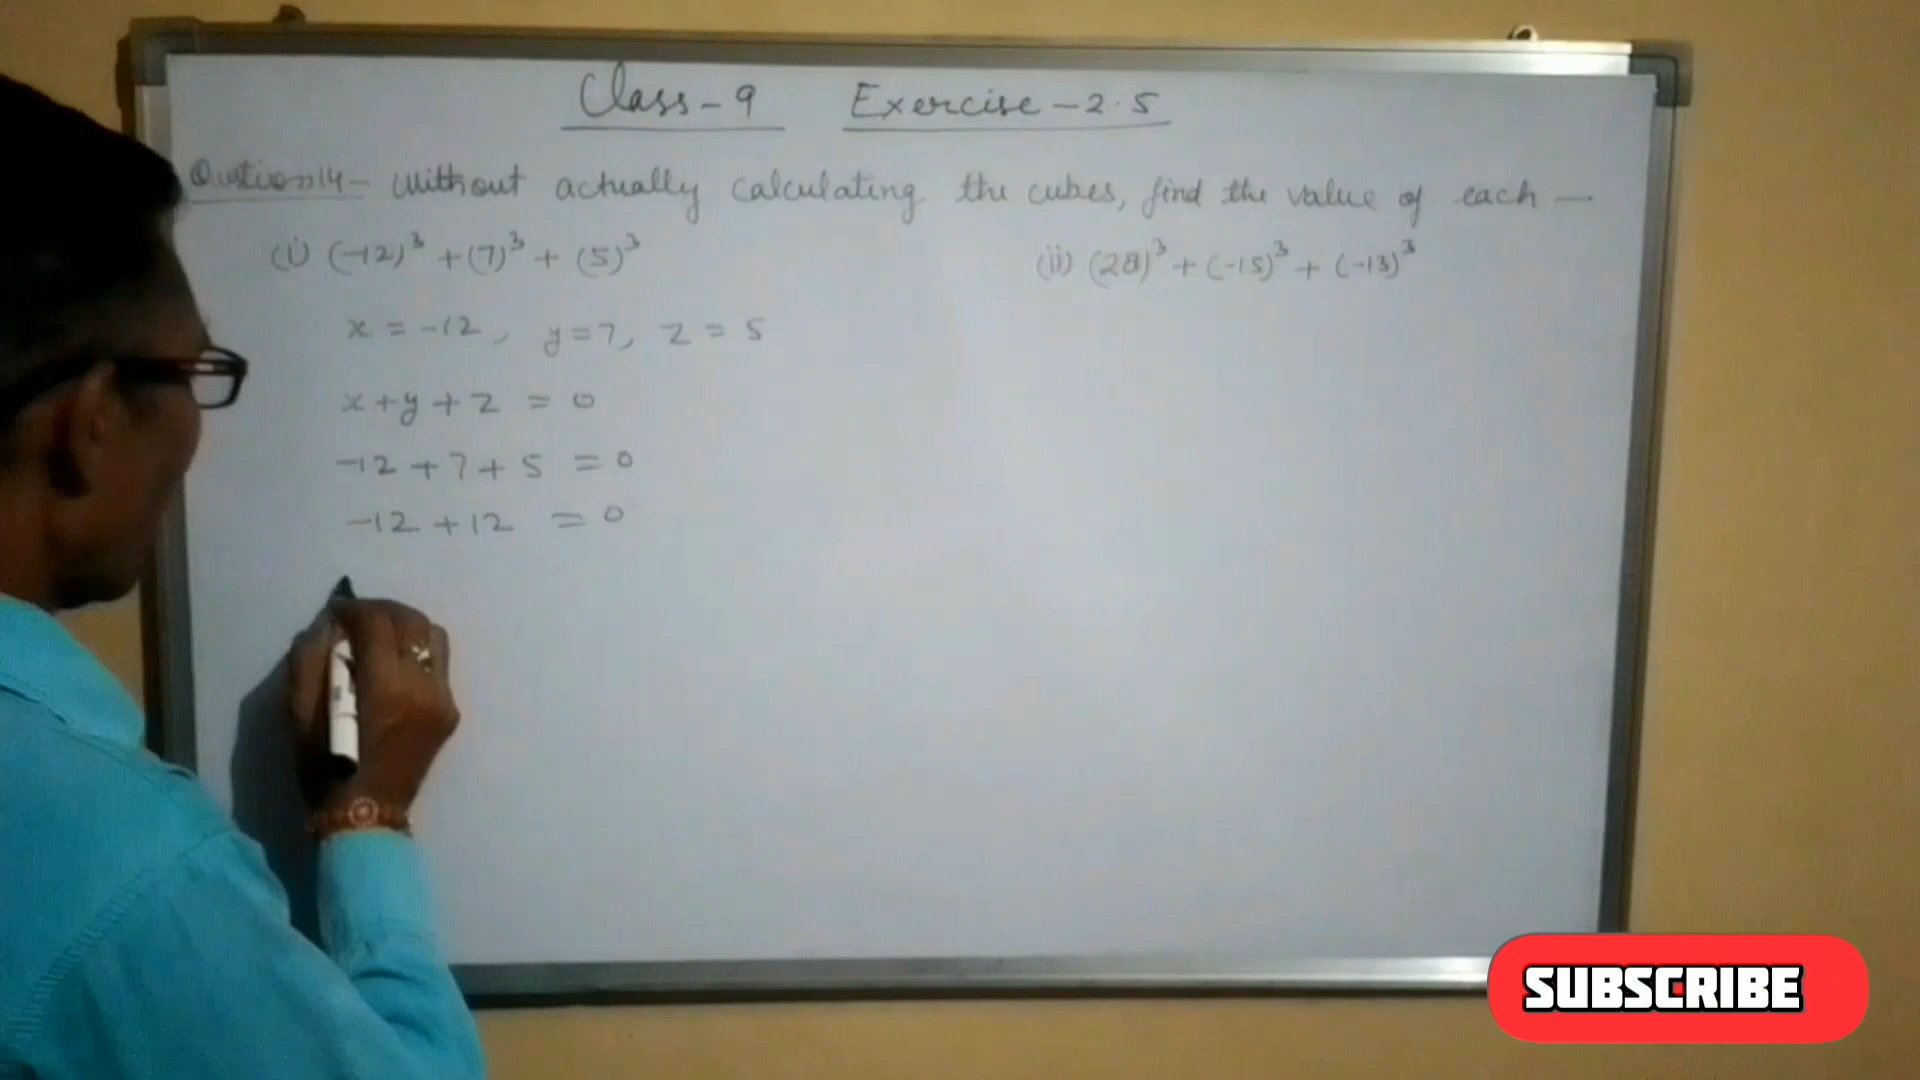 Class-9 Exercise-2.5
Question14- Without actually calculating the cubes, find the value of each —
(i) (-12)³ + (7)³ + (5)³
(ii) (28)³ + (-15)³ + (-13)³
x = -12, y = 7, z = 5
x + y + z = 0
-12 + 7 + 5 = 0
-12 + 12 = 0
SUBSCRIBE